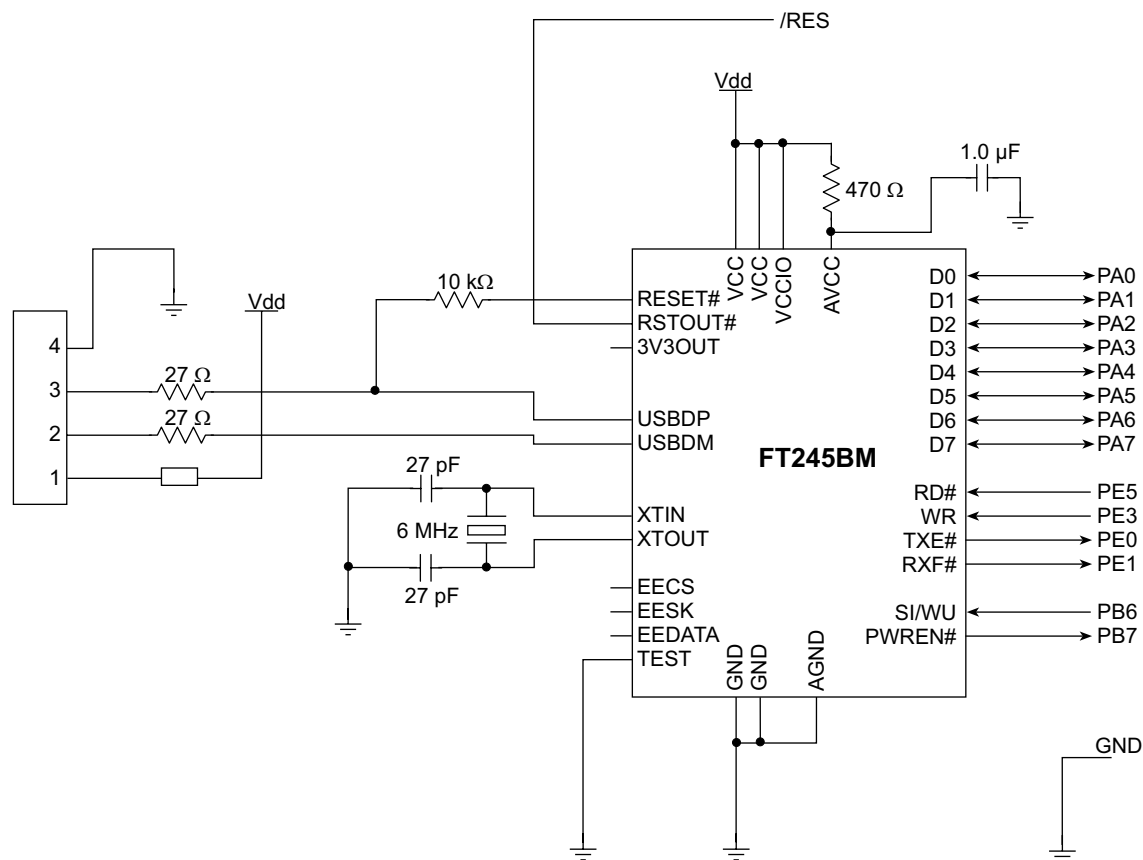 /RES
Vdd
1.0 µF
470 Ω
VCC
VCC
VCCIO
AVCC
10 kΩ
Vdd
RESET#
RSTOUT#
3V3OUT
USBDP
USBDM
XTIN
XTOUT
EECS
EESK
EEDATA
TEST
4
3
2
1
27 Ω
27 Ω
27 pF
6 MHz
27 pF
FT245BM
D0
D1
D2
D3
D4
D5
D6
D7
RD#
WR
TXE#
RXF#
SI/WU
PWREN#
PA0
PA1
PA2
PA3
PA4
PA5
PA6
PA7
PE5
PE3
PE0
PE1
PB6
PB7
GND
GND
AGND
GND